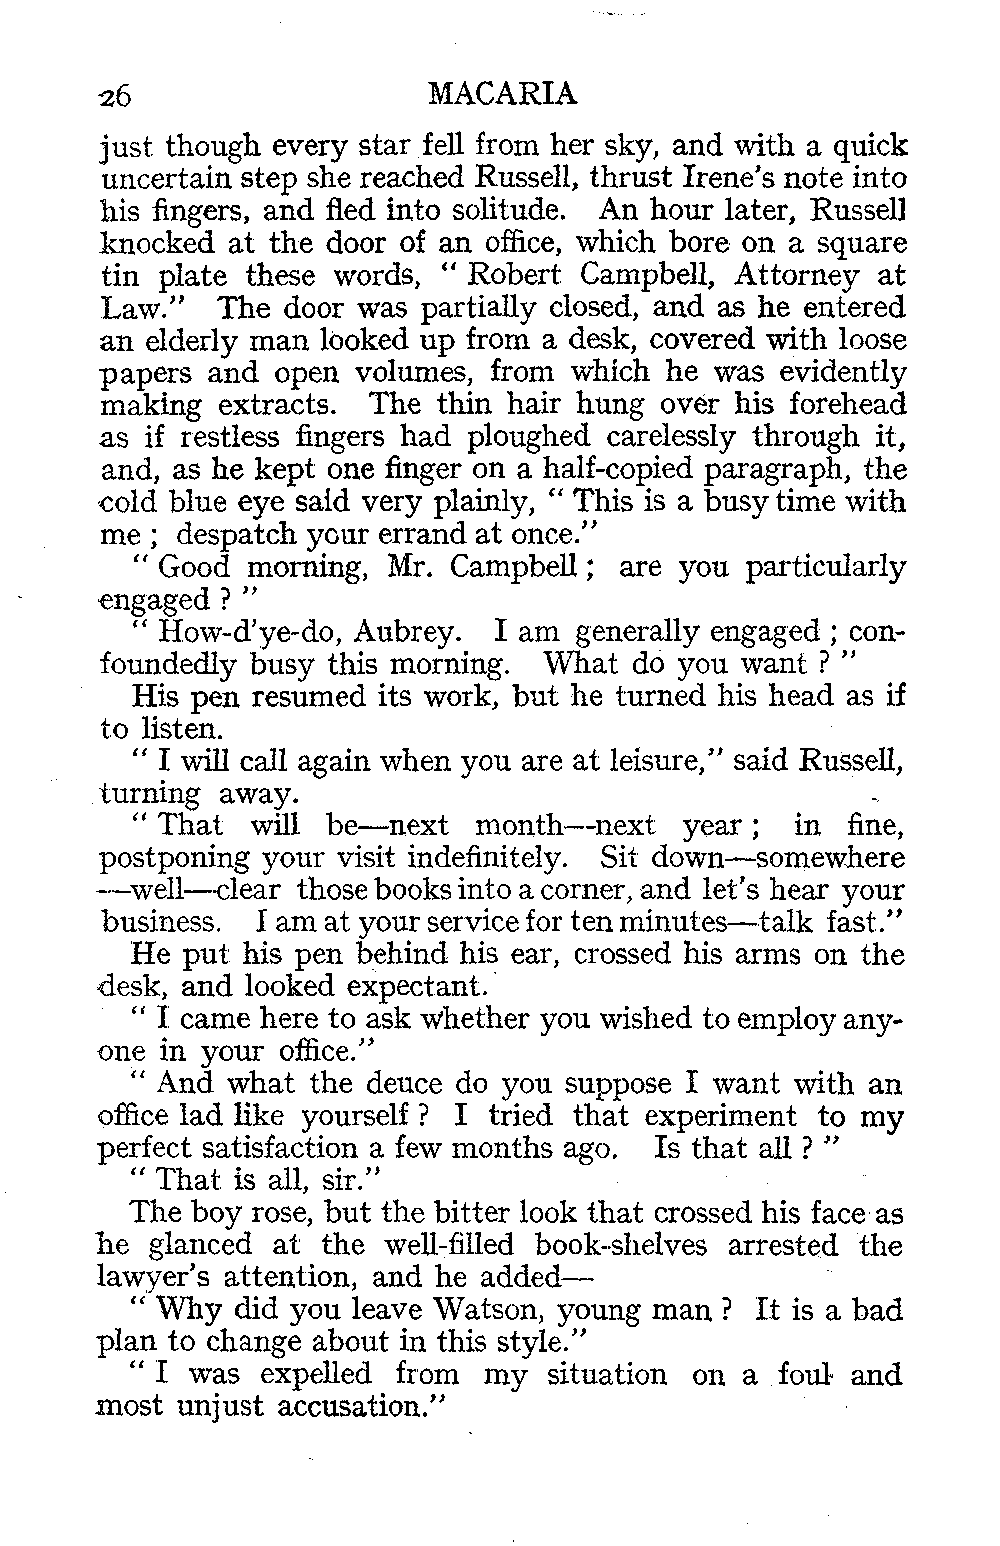 26 MACARIA
just though every star fell from her sky, and with a quick
uncertain step she reached Russell, thrust Irene's note into
his fingers, and fled into solitude. An hour later, Russell
knocked at the door of an office, which bore on a square
tin plate these words, “ Robert Campbell, Attorney at
Law.” The door was partially closed, and as he entered
an elderly man looked up from a desk, covered with loose
papers and open volumes, from which he was evidently
making extracts. The thin hair hung over his forehead
as if restless fingers had ploughed carelessly through it,
and, as he kept one finger on a half-copied paragraph, the
cold blue eye said very plainly, “ This is a busy time with
me ; despatch your errand at once.”
“ Good morning, Mr. Campbell ; are you particularly
engaged ? ”
“ How-d'ye-do, Aubrey. I am generally engaged ; con-
foundedly busy this morning. What do you want ? ”
His pen resumed its work, but he turned his head as if
to listen.
“ I will call again when you are at leisure,” said Russell,
turning away.
“ That will be—next month—next year ; in fine,
postponing your visit indefinitely. Sit down—somewhere
—well—clear those books into a corner, and let's hear your
business. I am at your service for ten minutes—talk fast.”
He put his pen behind his ear, crossed his arms on the
desk, and looked expectant.
“ I came here to ask whether you wished to employ any-
one in your office.”
“ And what the deuce do you suppose I want with an
office lad like yourself ? I tried that experiment to my
perfect satisfaction a few months ago. Is that all ? ”
“ That is all, sir.”
The boy rose, but the bitter look that crossed his face as
he glanced at the well-filled book-shelves arrested the
lawyer's attention, and he added—
“ Why did you leave Watson, young man ? It is a bad
plan to change about in this style.”
“ I was expelled from my situation on a foul and
most unjust accusation.”